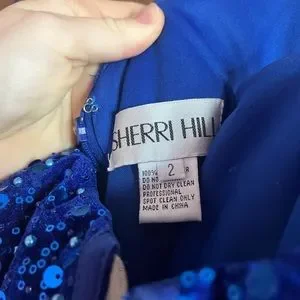 SHERRI HILL
100%
2
R
DO NO
DO NOT DRY CLEAN
PROFESSIONAL
SPOT CLEAN ONLY
MADE IN CHINA